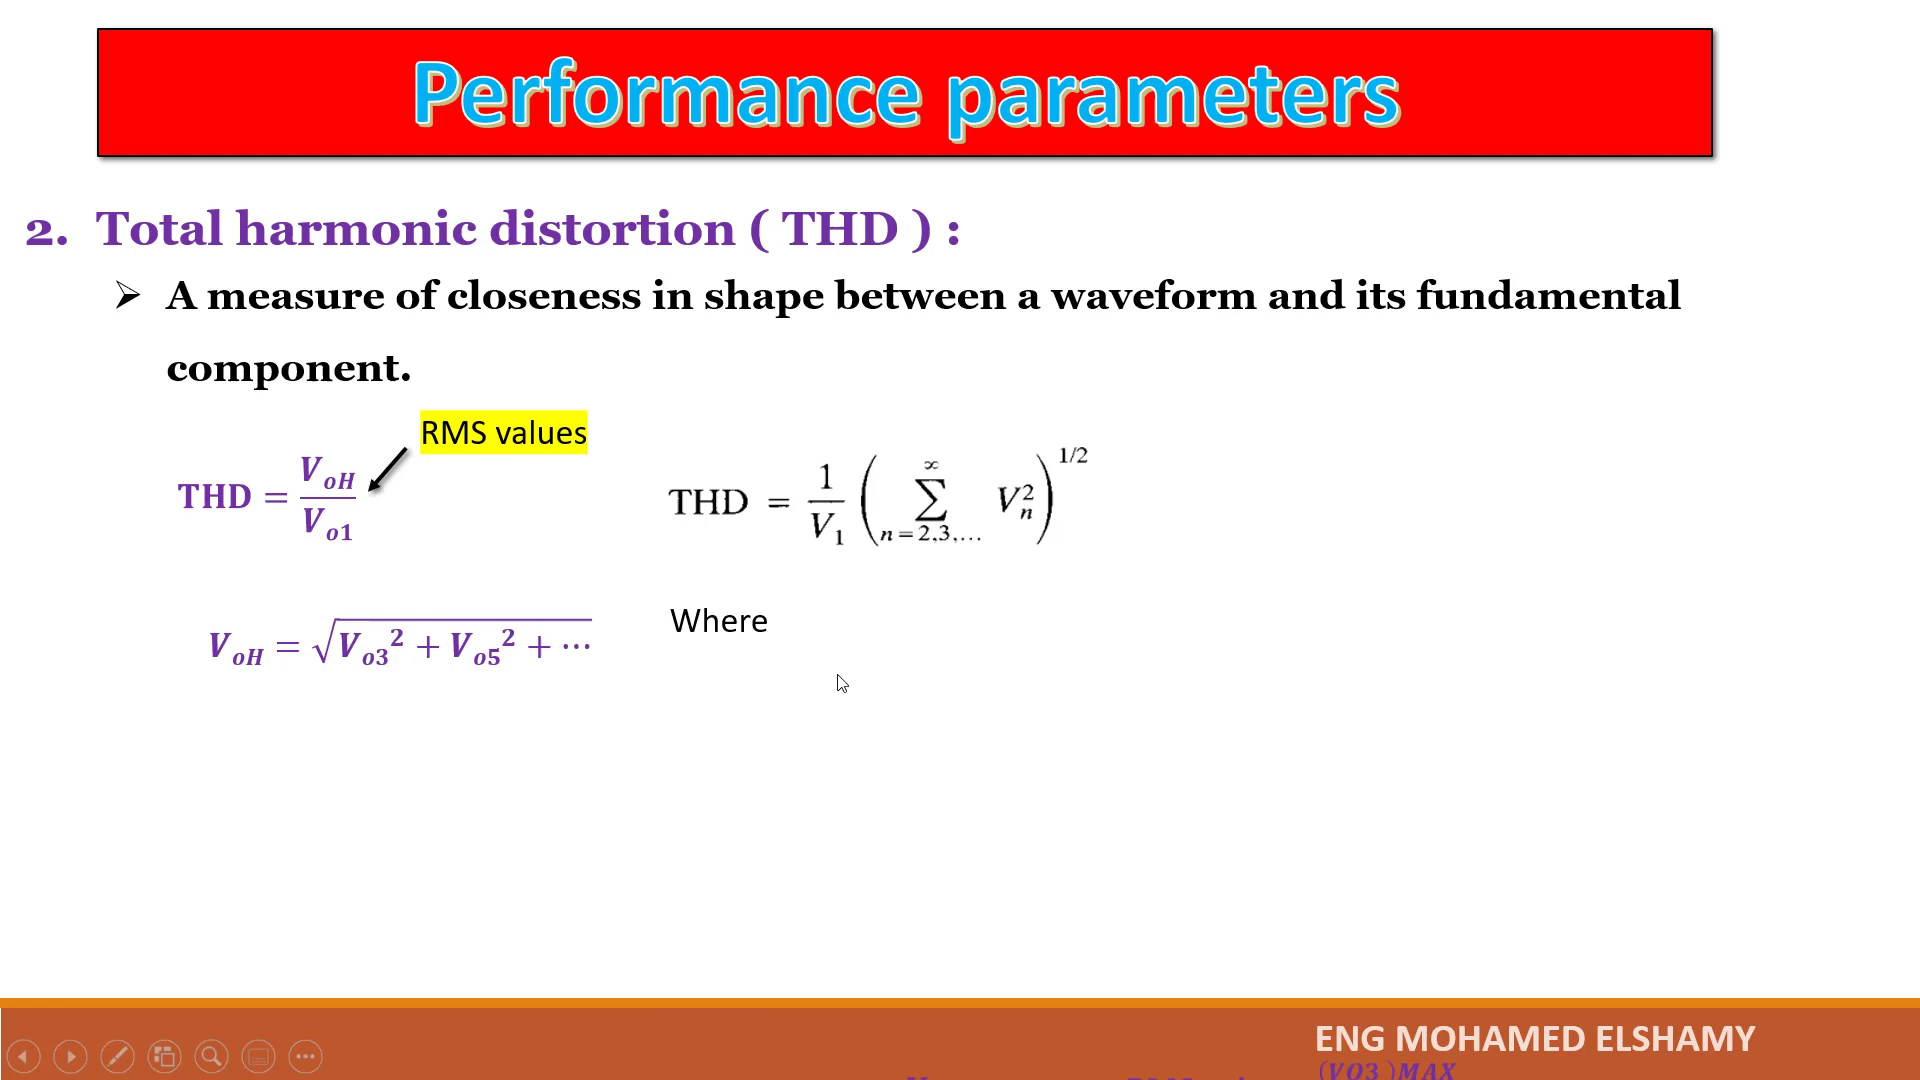 Performance parameters
2. Total harmonic distortion ( THD ) :
➢ A measure of closeness in shape between a waveform and its fundamental
component.
RMS values
THD = V_oH / V_o1
THD = 1/V_1 ( ∑_{n=2,3,...}^{∞} V_n^2 )^{1/2}
V_oH = √(V_o3^2 + V_o5^2 + ⋯)
Where
ENG MOHAMED ELSHAMY
(VO3 )MAX